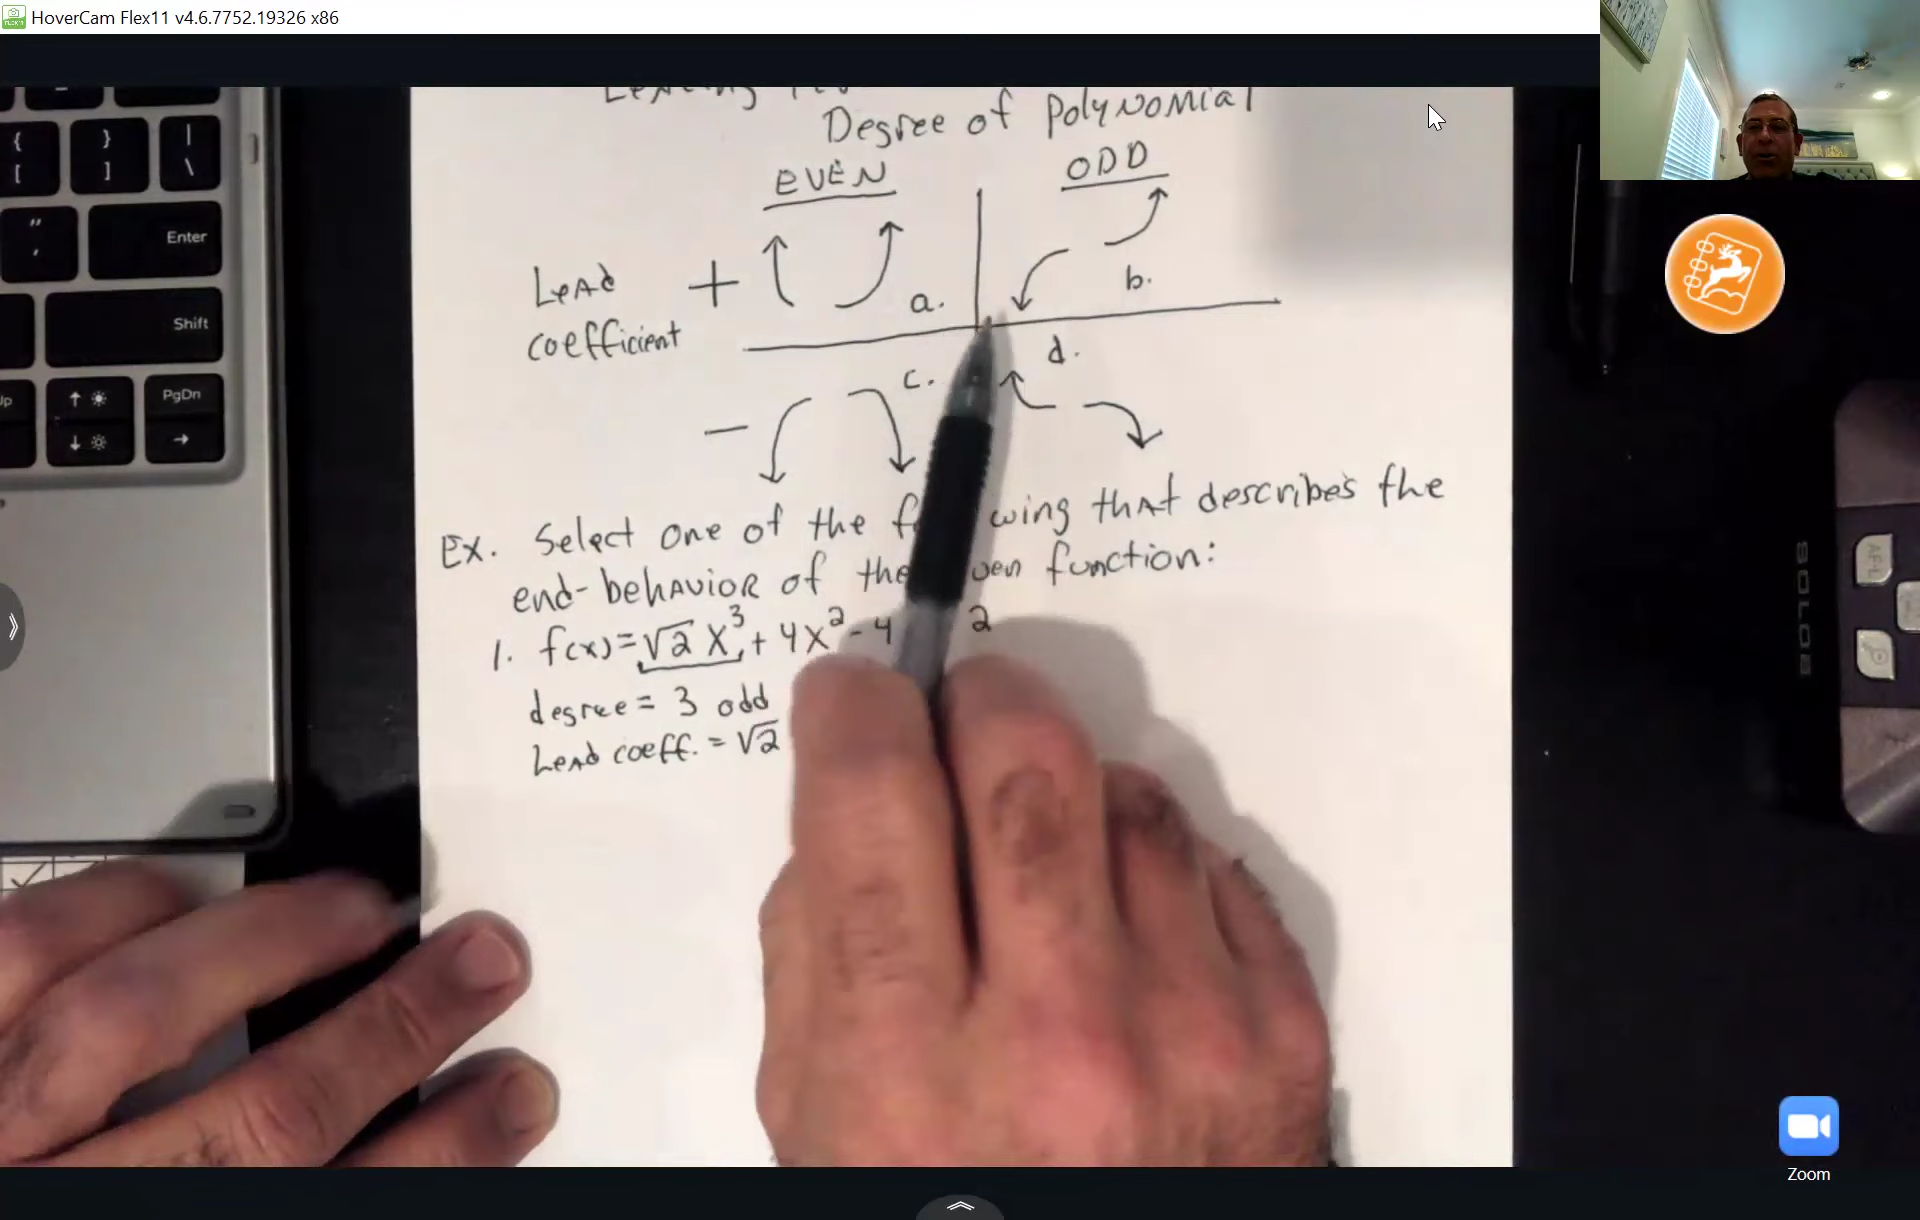 HoverCam Flex11 v4.6.7752.19326 x86
Degree of Polynomial
EVEN ODD
Lead + a. b.
coefficient
c. d.
−
Ex. Select one of the wing that describes the
end-behavior of the function:
1. f(x)=√2 x³ + 4x² - 4 2
degree = 3 odd
Lead coeff. = √2
{ } |
[ ] \
" Enter
,
Shift
PgDn
SOLO8
Zoom